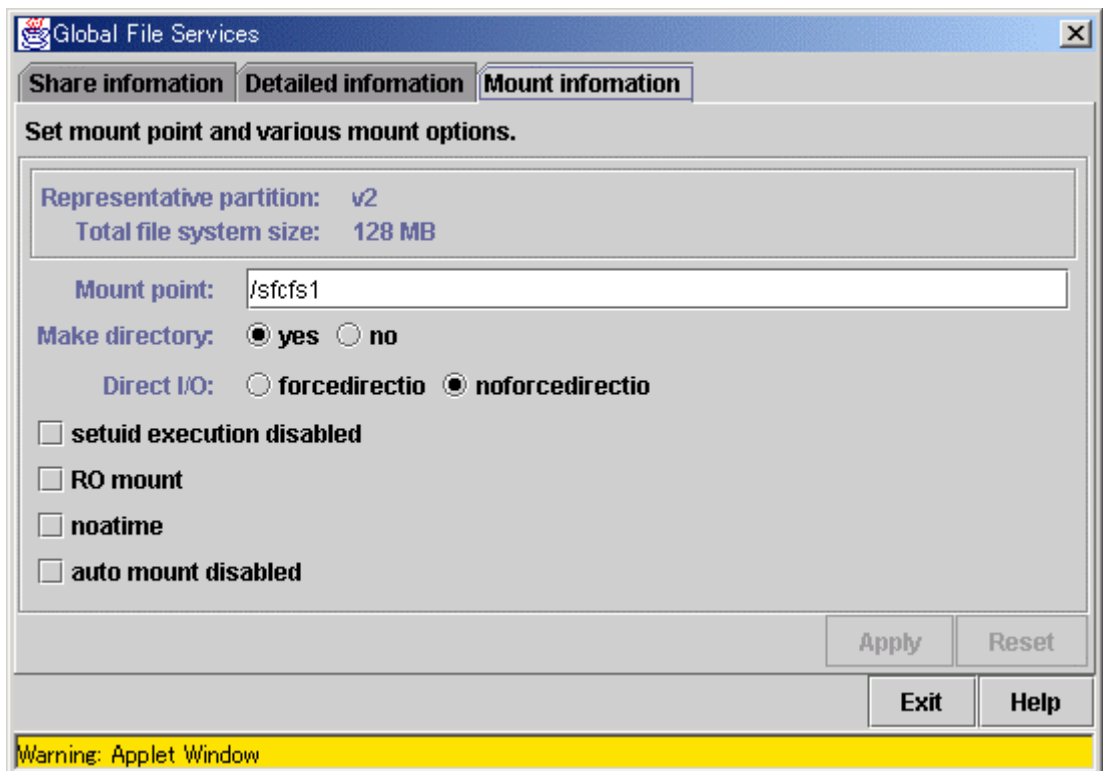 Global File Services
Share infomation Detailed infomation Mount infomation
Set mount point and various mount options.
Representative partition: v2
Total file system size: 128 MB
Mount point: /sfcfs1
Make directory: yes no
Direct I/O: forcedirectio noforcedirectio
setuid execution disabled
RO mount
noatime
auto mount disabled
Apply Reset
Exit Help
Warning: Applet Window